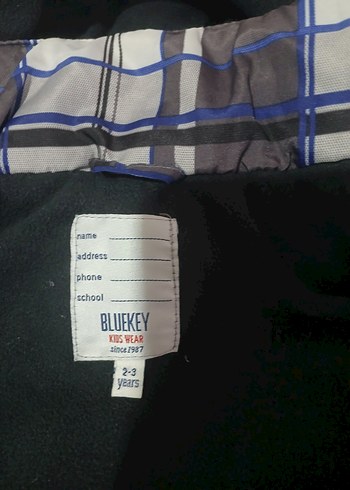 name
address
phone
school
BLUEKEY
KIDS WEAR
since 1987
2-3
years